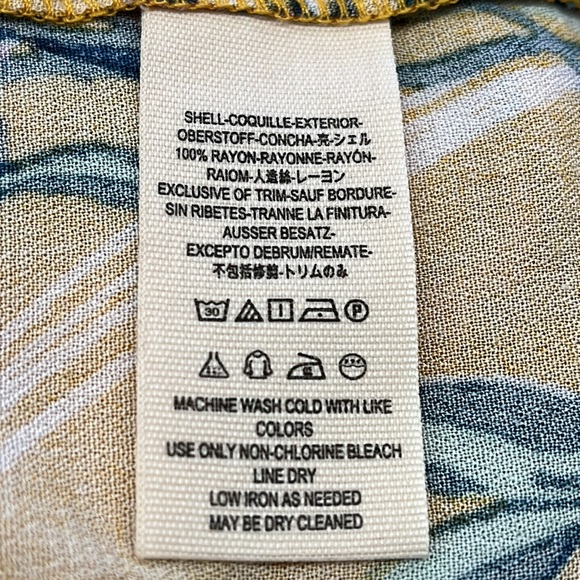 SHELL-COQUILLE-EXTERIOR-
OBERSTOFF-CONCHA-亮-シェル
100% RAYON-RAYONNE-RAYÓN-
RAIOM-人造絲-レーヨン
EXCLUSIVE OF TRIM-SAUF BORDURE-
SIN RIBETES-TRANNE LA FINITURA-
AUSSER BESATZ-
EXCEPTO DEBRUM/REMATE-
不包括修剪-トリムのみ
30 P
MACHINE WASH COLD WITH LIKE
COLORS
USE ONLY NON-CHLORINE BLEACH
LINE DRY
LOW IRON AS NEEDED
MAY BE DRY CLEANED